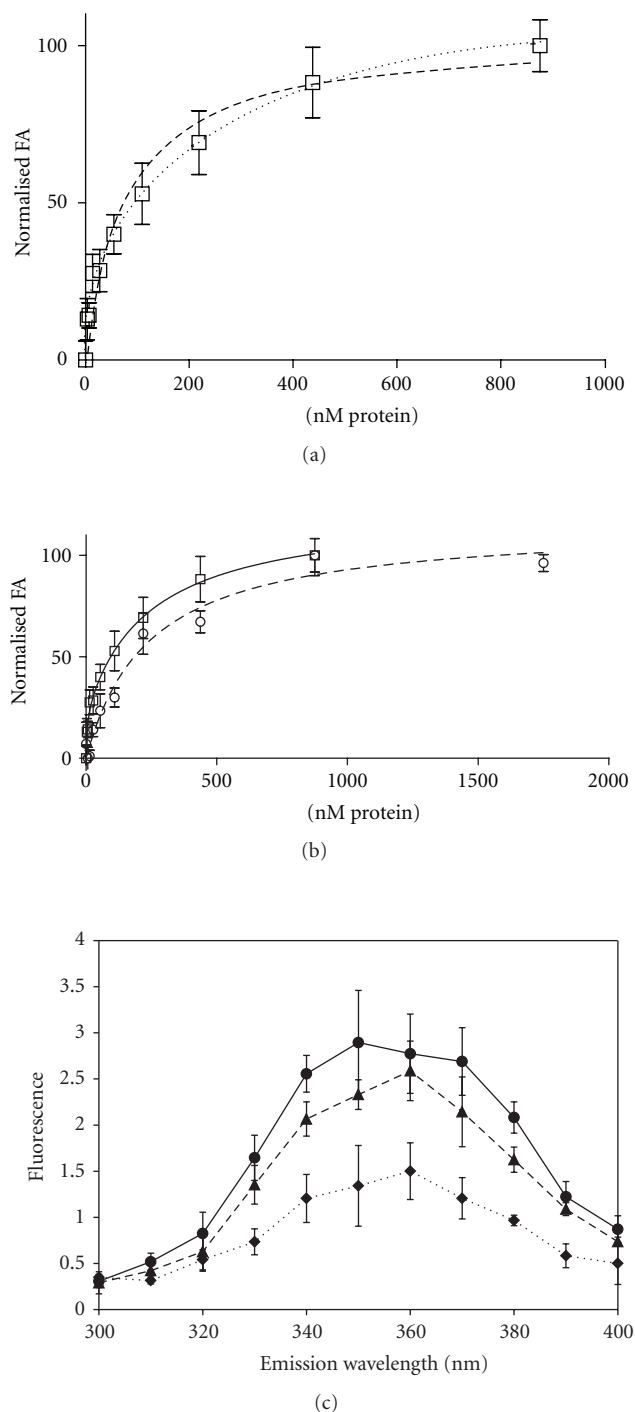 100
50
0
Normalised FA
0 200 400 600 800 1000
(nM protein)
(a)
100
50
0
Normalised FA
0 500 1000 1500 2000
(nM protein)
(b)
4
3.5
3
2.5
2
1.5
1
0.5
0
Fluorescence
300 320 340 360 380 400
Emission wavelength (nm)
(c)